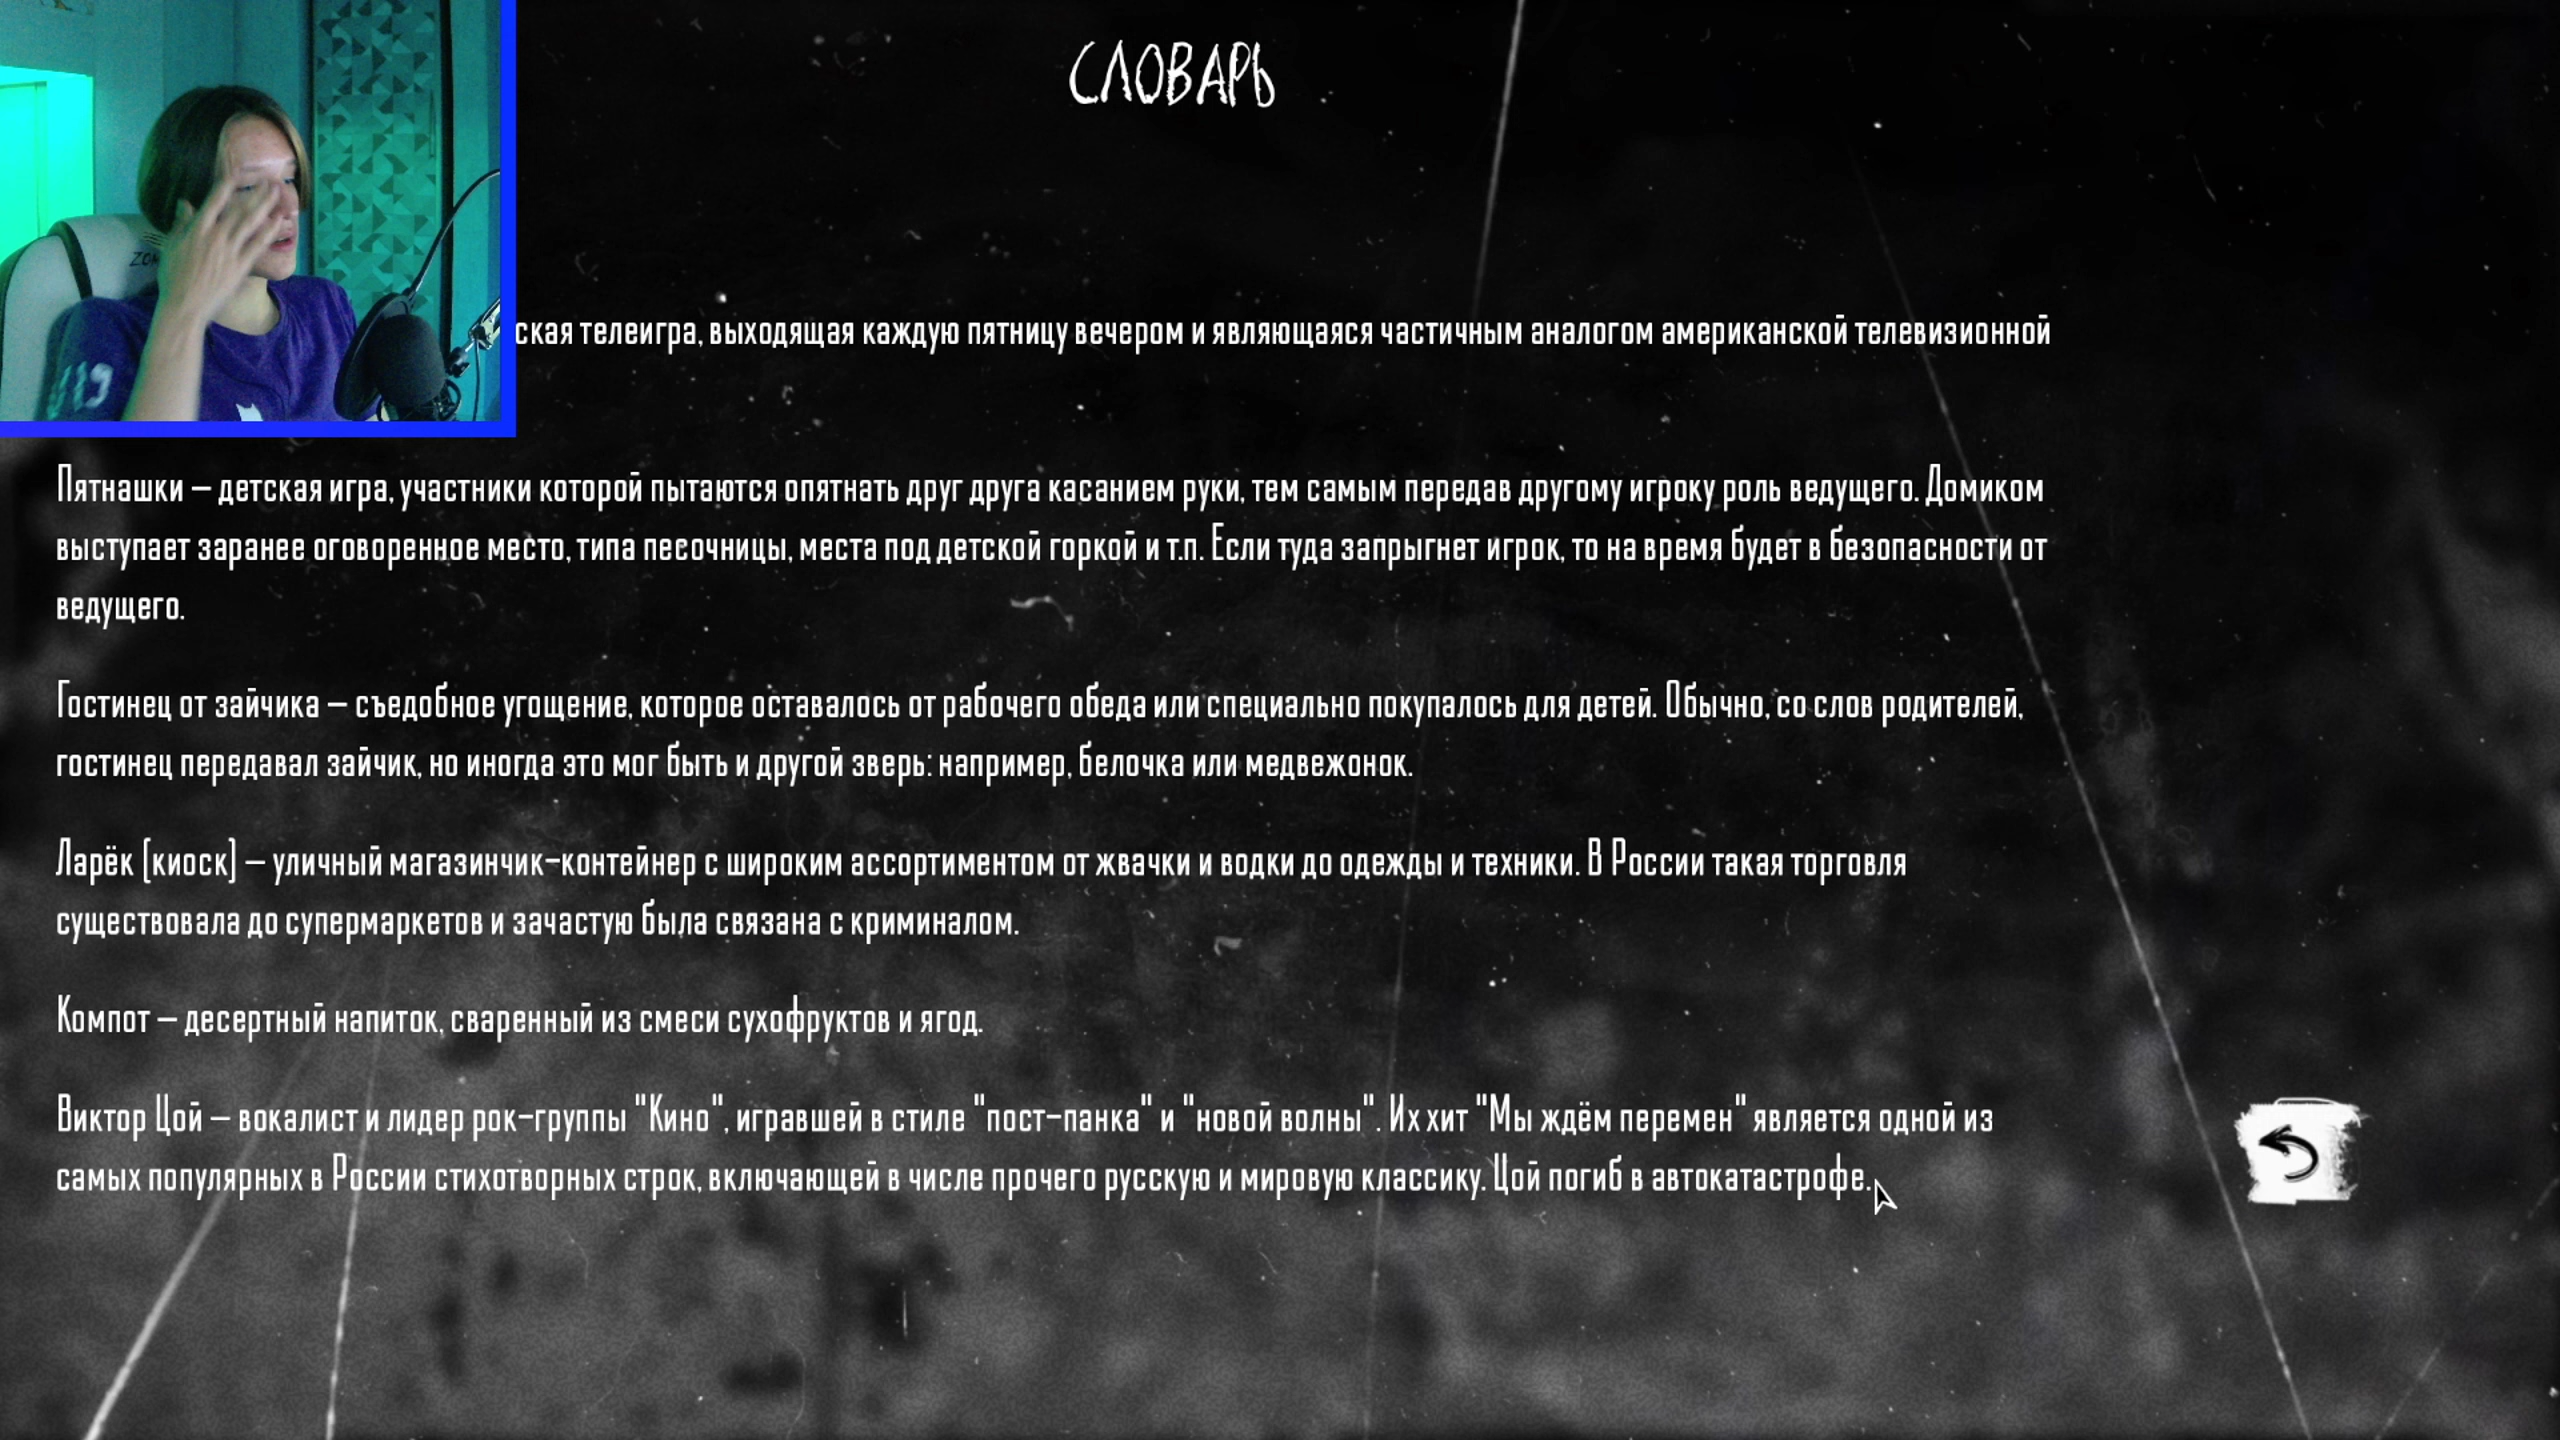 СЛОВАРЬ
ская телеигра, выходящая каждую пятницу вечером и являющаяся частичным аналогом американской телевизионной
Пятнашки – детская игра, участники которой пытаются опятнать друг друга касанием руки, тем самым передав другому игроку роль ведущего. Домиком
выступает заранее оговоренное место, типа песочницы, места под детской горкой и т.п. Если туда запрыгнет игрок, то на время будет в безопасности от
ведущего.
Гостинец от зайчика – съедобное угощение, которое оставалось от рабочего обеда или специально покупалось для детей. Обычно, со слов родителей,
гостинец передавал зайчик, но иногда это мог быть и другой зверь: например, белочка или медвежонок.
Ларёк (киоск) – уличный магазинчик-контейнер с широким ассортиментом от жвачки и водки до одежды и техники. В России такая торговля
существовала до супермаркетов и зачастую была связана с криминалом.
Компот – десертный напиток, сваренный из смеси сухофруктов и ягод.
Виктор Цой – вокалист и лидер рок-группы "Кино", игравшей в стиле "пост-панка" и "новой волны". Их хит "Мы ждём перемен" является одной из
самых популярных в России стихотворных строк, включающей в числе прочего русскую и мировую классику. Цой погиб в автокатастрофе.